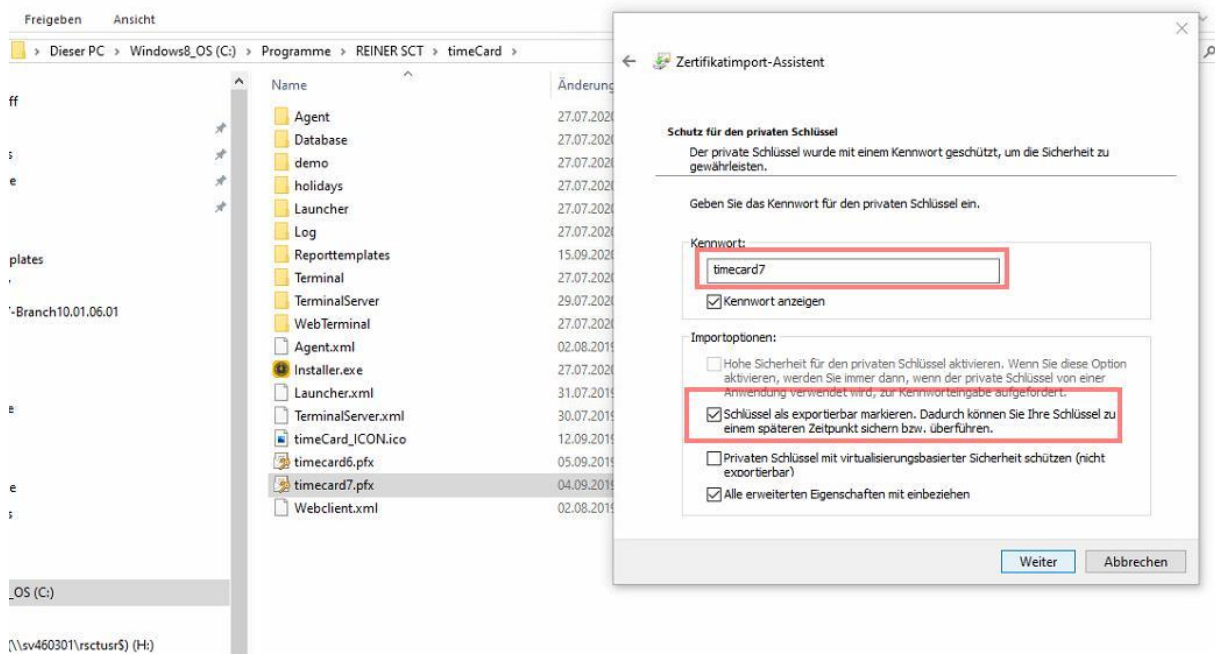 Freigeben Ansicht
> Dieser PC > Windows8_OS (C:) > Programme > REINER SCT > timeCard >
Name Änderung
ff
Agent 27.07.2020
Database 27.07.2020
s
demo 27.07.2020
e
holidays 27.07.2020
Launcher 27.07.2020
Log 27.07.2020
plates
Reporttemplates 15.09.2020
Terminal 27.07.2020
TerminalServer 29.07.2020
-Branch10.01.06.01
WebTerminal 27.07.2020
Agent.xml 02.08.2019
Installer.exe 27.07.2020
Launcher.xml 31.07.2019
e
TerminalServer.xml 30.07.2019
timeCard_ICON.ico 12.09.2019
timecard6.pfx 05.09.2019
e
timecard7.pfx 04.09.2019
s
Webclient.xml 02.08.2019
_OS (C:)
(\\sv460301\rsctusr$) (H:)
Zertifikatimport-Assistent
Schutz für den privaten Schlüssel
Der private Schlüssel wurde mit einem Kennwort geschützt, um die Sicherheit zu
gewährleisten.
Geben Sie das Kennwort für den privaten Schlüssel ein.
Kennwort:
timecard7
Kennwort anzeigen
Importoptionen:
Hohe Sicherheit für den privaten Schlüssel aktivieren. Wenn Sie diese Option
aktivieren, werden Sie immer dann, wenn der private Schlüssel von einer
Anwendung verwendet wird, zur Kennworteingabe aufgefordert.
Schlüssel als exportierbar markieren. Dadurch können Sie Ihre Schlüssel zu
einem späteren Zeitpunkt sichern bzw. überführen.
Privaten Schlüssel mit virtualisierungsbasierter Sicherheit schützen (nicht
exportierbar)
Alle erweiterten Eigenschaften mit einbeziehen
Weiter Abbrechen